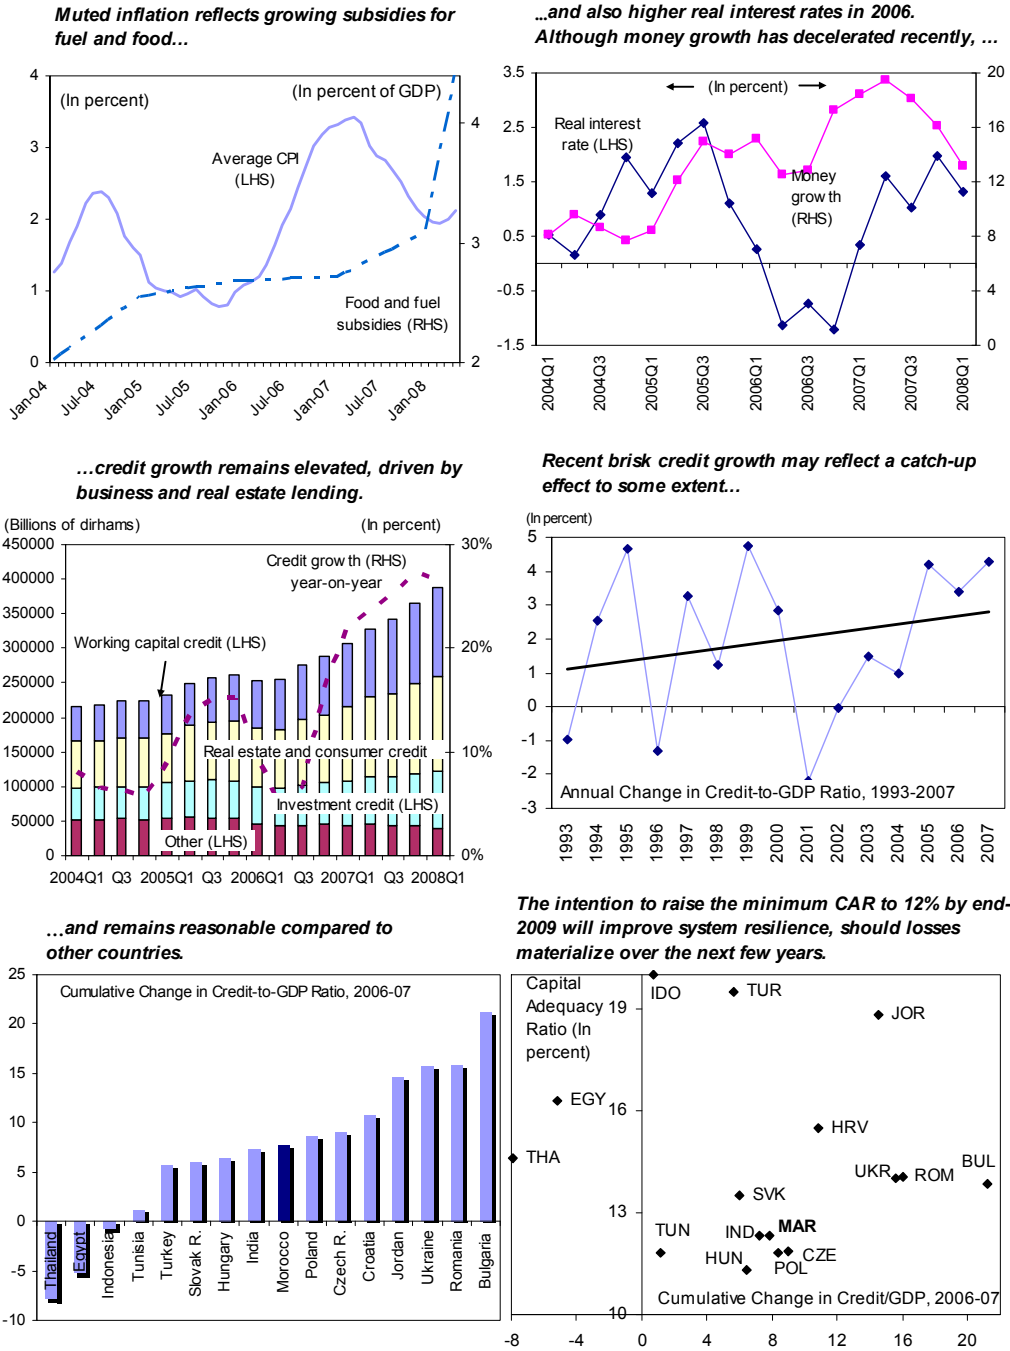 Muted inflation reflects growing subsidies for
fuel and food…
4
3
2
1
0
(In percent)
(In percent of GDP)
Average CPI
(LHS)
Food and fuel
subsidies (RHS)
4
3
2
Jan-04
Jul-04
Jan-05
Jul-05
Jan-06
Jul-06
Jan-07
Jul-07
Jan-08
...and also higher real interest rates in 2006.
Although money growth has decelerated recently, …
3.5
2.5
1.5
0.5
-0.5
-1.5
(In percent)
Real interest
rate (LHS)
Money
growth
(RHS)
20
16
12
8
4
0
2004Q1
2004Q3
2005Q1
2005Q3
2006Q1
2006Q3
2007Q1
2007Q3
2008Q1
…credit growth remains elevated, driven by
business and real estate lending.
(Billions of dirhams)
(In percent)
450000
400000
350000
300000
250000
200000
150000
100000
50000
0
Credit growth (RHS)
year-on-year
Working capital credit (LHS)
Real estate and consumer credit
Investment credit (LHS)
Other (LHS)
30%
20%
10%
0%
2004Q1
Q3
2005Q1
Q3
2006Q1
Q3
2007Q1
Q3
2008Q1
Recent brisk credit growth may reflect a catch-up
effect to some extent…
(In percent)
5
4
3
2
1
0
-1
-2
-3
Annual Change in Credit-to-GDP Ratio, 1993-2007
1993
1994
1995
1996
1997
1998
1999
2000
2001
2002
2003
2004
2005
2006
2007
…and remains reasonable compared to
other countries.
25
20
15
10
5
0
-5
-10
Cumulative Change in Credit-to-GDP Ratio, 2006-07
Thailand
Egypt
Indonesia
Tunisia
Turkey
Slovak R.
Hungary
India
Morocco
Poland
Czech R.
Croatia
Jordan
Ukraine
Romania
Bulgaria
The intention to raise the minimum CAR to 12% by end-
2009 will improve system resilience, should losses
materialize over the next few years.
Capital
Adequacy
Ratio (In
percent)
19
16
13
10
IDO
TUR
JOR
EGY
HRV
THA
UKR
ROM
BUL
SVK
TUN
IND
MAR
HUN
POL
CZE
Cumulative Change in Credit/GDP, 2006-07
-8
-4
0
4
8
12
16
20